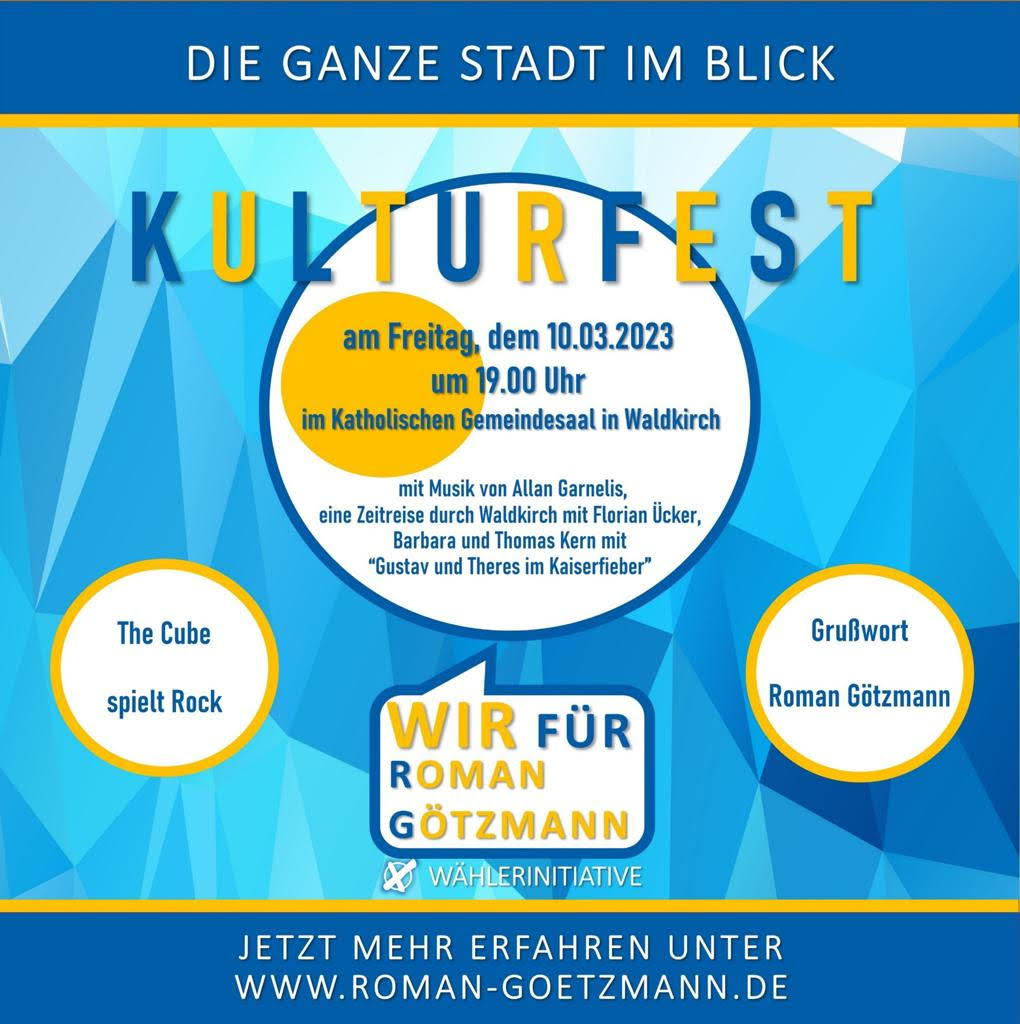 DIE GANZE STADT IM BLICK
KULTURFEST
am Freitag, dem 10.03.2023
um 19.00 Uhr
im Katholischen Gemeindesaal in Waldkirch
mit Musik von Allan Garnelis,
eine Zeitreise durch Waldkirch mit Florian Ücker,
Barbara und Thomas Kern mit
“Gustav und Theres im Kaiserfieber”
The Cube
spielt Rock
Grußwort
Roman Götzmann
WIR FÜR
ROMAN
GÖTZMANN
WÄHLERINITIATIVE
JETZT MEHR ERFAHREN UNTER
WWW.ROMAN-GOETZMANN.DE